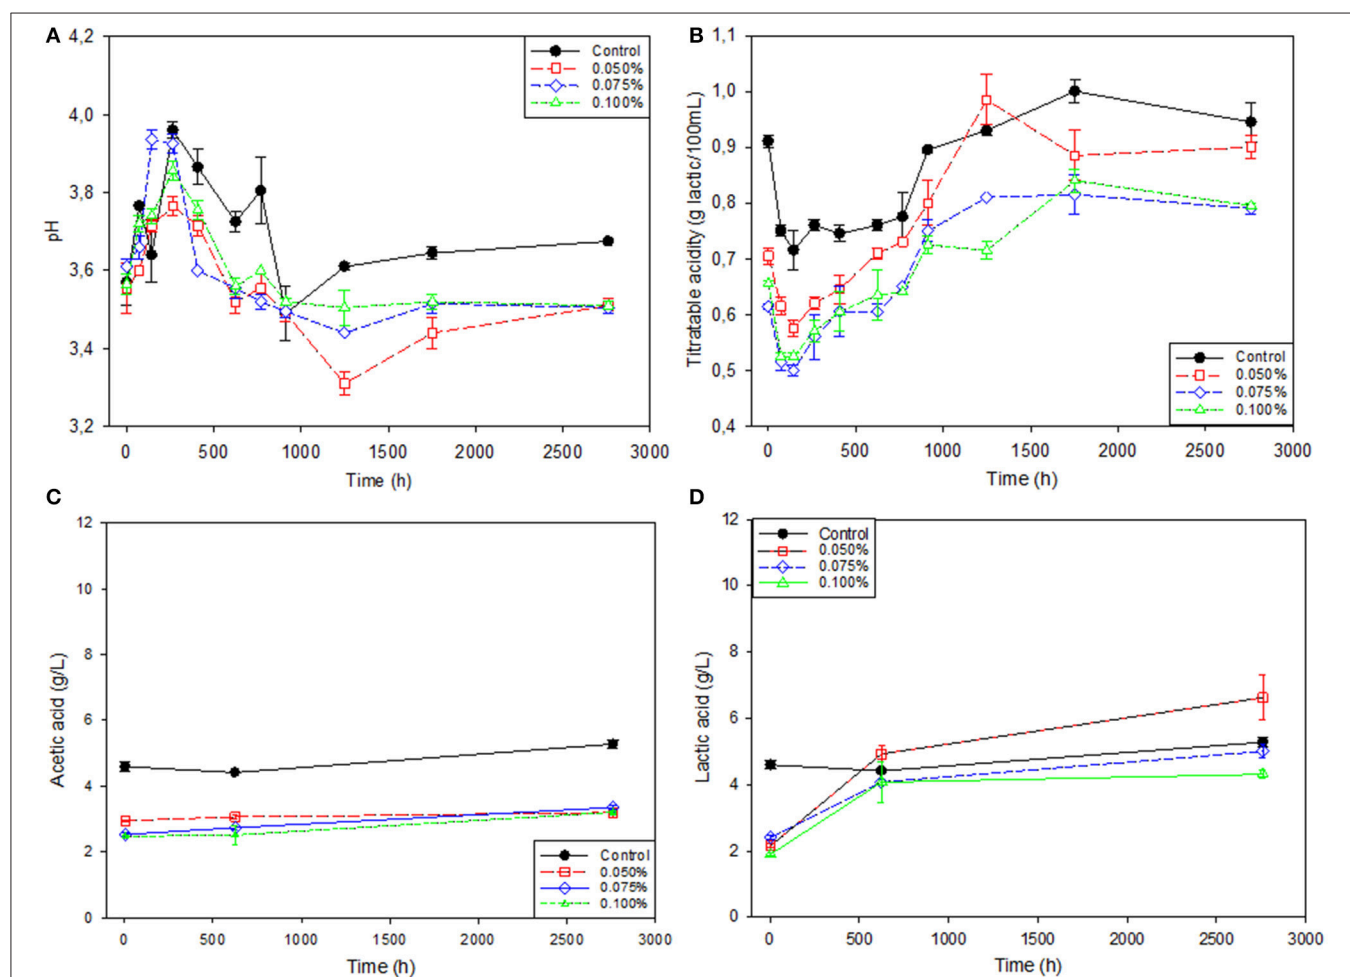 A
4,2
4,0
3,8
3,6
3,4
3,2
pH
0 500 1000 1500 2000 2500 3000
Time (h)
Control
0.050%
0.075%
0.100%
B
1,1
1,0
0,9
0,8
0,7
0,6
0,5
0,4
Titratable acidity (g lactic/100mL)
0 500 1000 1500 2000 2500 3000
Time (h)
Control
0.050%
0.075%
0.100%
C
12
10
8
6
4
2
0
Acetic acid (g/L)
0 500 1000 1500 2000 2500 3000
Time (h)
Control
0.050%
0.075%
0.100%
D
12
10
8
6
4
2
0
Lactic acid (g/L)
0 500 1000 1500 2000 2500 3000
Time (h)
Control
0.050%
0.075%
0.100%